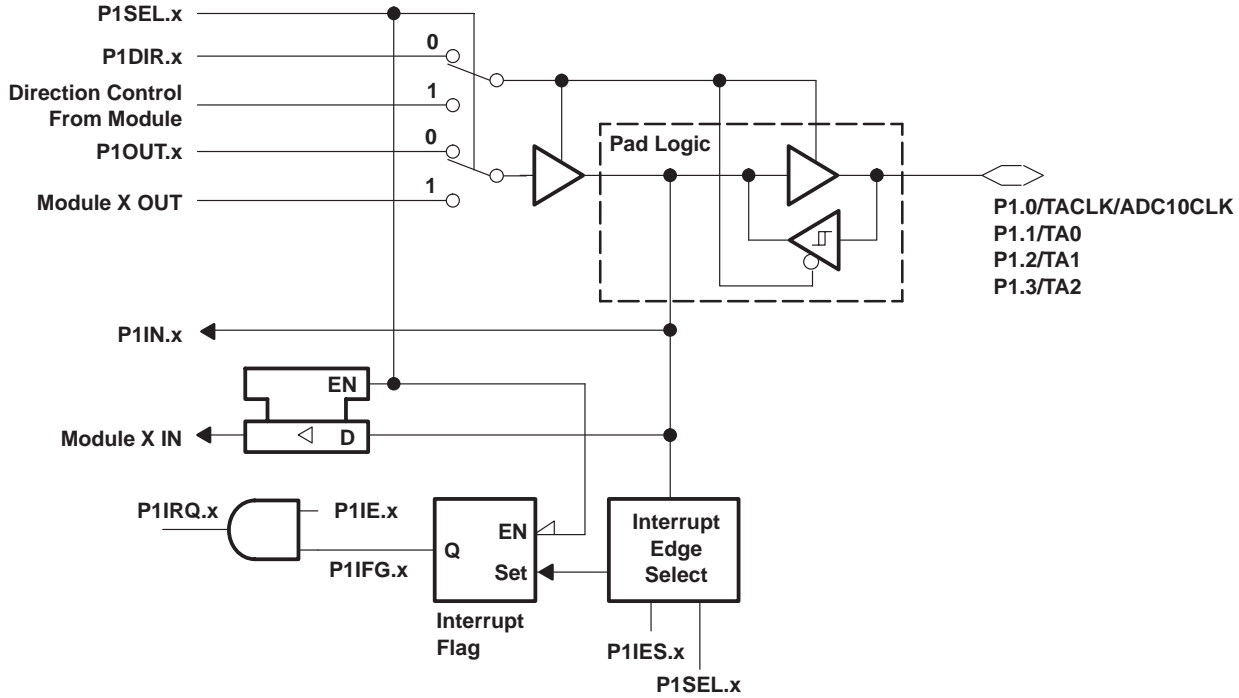 P1SEL.x
0
P1DIR.x
Direction Control
From Module
1
0
P1OUT.x
Module X OUT
1
Pad Logic
P1.0/TACLK/ADC10CLK
P1.1/TA0
P1.2/TA1
P1.3/TA2
P1IN.x
EN
Module X IN
D
P1IRQ.x
P1IE.x
P1IFG.x
Q
EN
Set
Interrupt
Flag
Interrupt
Edge
Select
P1IES.x
P1SEL.x